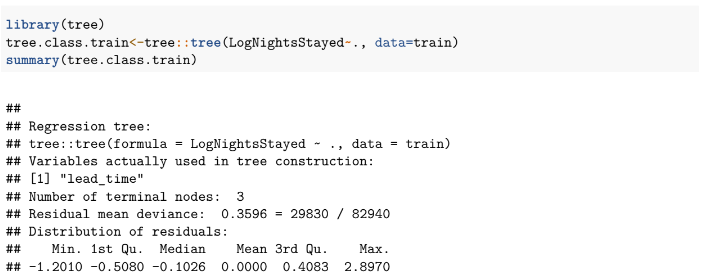 library(tree)
tree.class.train<-tree::tree(LogNightsStayed~., data=train)
summary(tree.class.train)
##
## Regression tree:
## tree::tree(formula = LogNightsStayed ~ ., data = train)
## Variables actually used in tree construction:
## [1] "lead_time"
## Number of terminal nodes:  3
## Residual mean deviance:  0.3596 = 29830 / 82940
## Distribution of residuals:
##    Min. 1st Qu.  Median    Mean 3rd Qu.    Max.
## -1.2010 -0.5080 -0.1026  0.0000  0.4083  2.8970